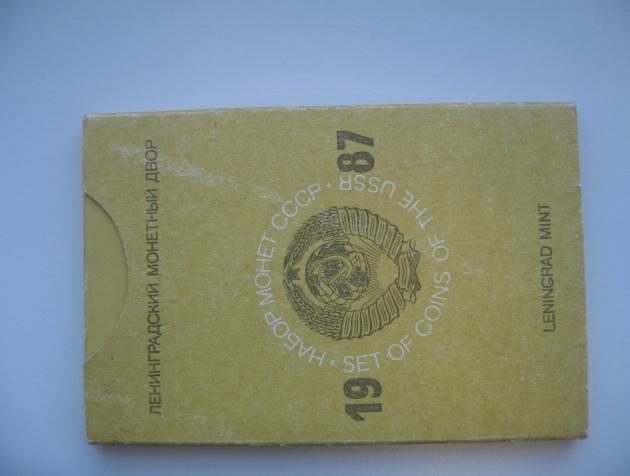 ЛЕНИНГРАДСКИЙ МОНЕТНЫЙ ДВОР
19 87
НАБОР МОНЕТ СССР •
SET OF COINS OF THE USSR •
LENINGRAD MINT